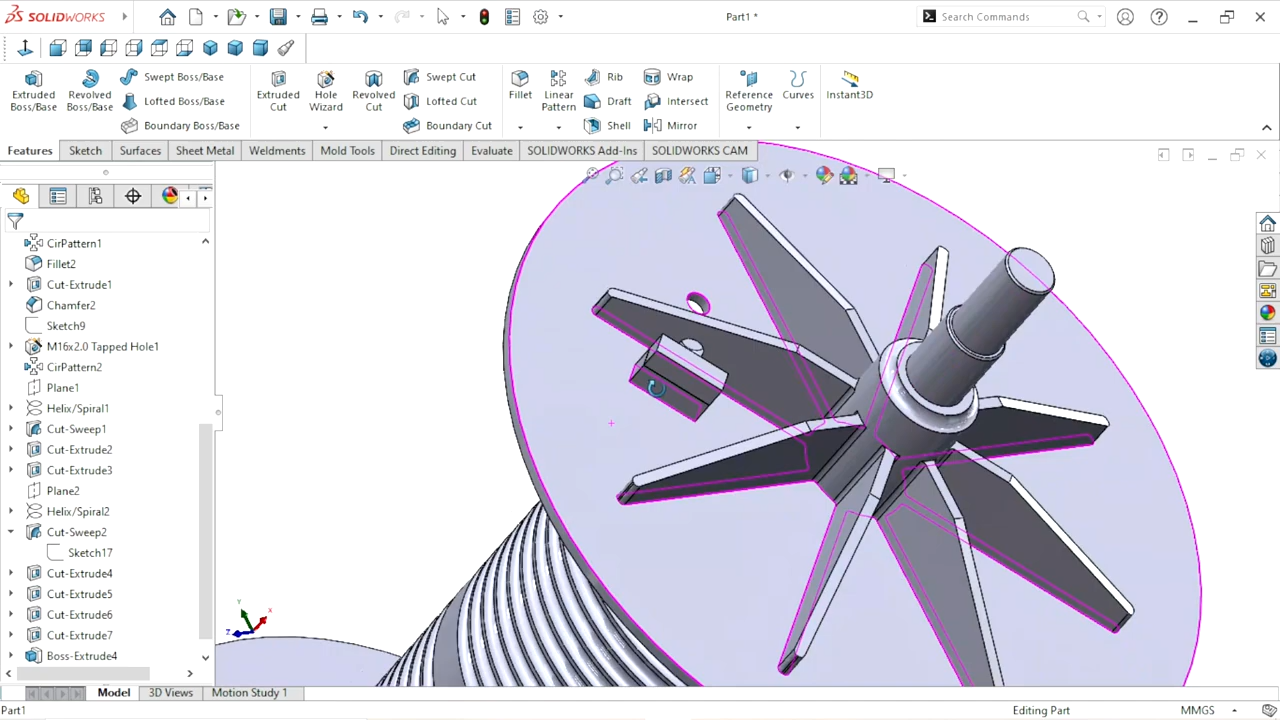 SOLIDWORKS
Part1 *
Search Commands
Extruded Boss/Base
Revolved Boss/Base
Swept Boss/Base
Lofted Boss/Base
Boundary Boss/Base
Extruded Cut
Hole Wizard
Revolved Cut
Swept Cut
Lofted Cut
Boundary Cut
Fillet
Linear Pattern
Rib
Draft
Shell
Wrap
Intersect
Mirror
Reference Geometry
Curves
Instant3D
Features
Sketch
Surfaces
Sheet Metal
Weldments
Mold Tools
Direct Editing
Evaluate
SOLIDWORKS Add-Ins
SOLIDWORKS CAM
CirPattern1
Fillet2
Cut-Extrude1
Chamfer2
Sketch9
M16x2.0 Tapped Hole1
CirPattern2
Plane1
Helix/Spiral1
Cut-Sweep1
Cut-Extrude2
Cut-Extrude3
Plane2
Helix/Spiral2
Cut-Sweep2
Sketch17
Cut-Extrude4
Cut-Extrude5
Cut-Extrude6
Cut-Extrude7
Boss-Extrude4
Y
X
Z
Model
3D Views
Motion Study 1
Part1
Editing Part
MMGS